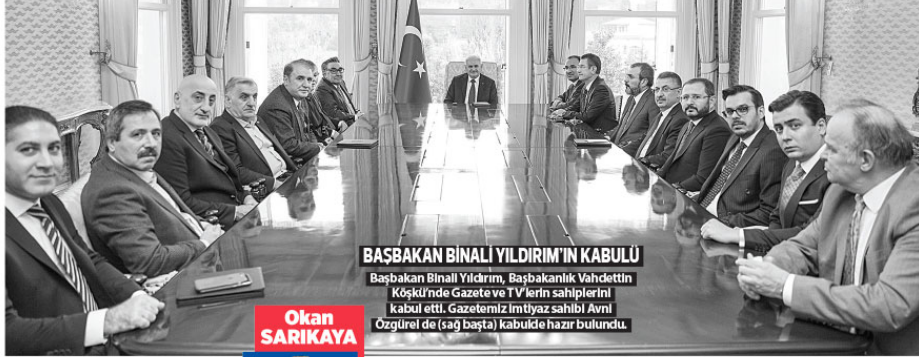 BAŞBAKAN BİNALİ YILDIRIM'IN KABULÜ
Başbakan Binali Yıldırım, Başbakanlık Vahdettin
Köşkü'nde Gazete ve TV'lerin sahiplerini
kabul etti. Gazetemiz imtiyaz sahibi Avni
Özgürel de (sağ başta) kabulde hazır bulundu.
Okan
SARIKAYA